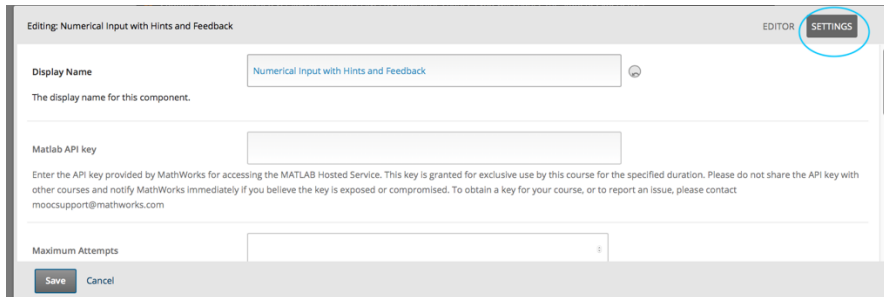 Editing: Numerical Input with Hints and Feedback
EDITOR
SETTINGS
Display Name
Numerical Input with Hints and Feedback
The display name for this component.
Matlab API key
Enter the API key provided by MathWorks for accessing the MATLAB Hosted Service. This key is granted for exclusive use by this course for the specified duration. Please do not share the API key with
other courses and notify MathWorks immediately if you believe the key is exposed or compromised. To obtain a key for your course, or to report an issue, please contact
moocsupport@mathworks.com
Maximum Attempts
Save
Cancel